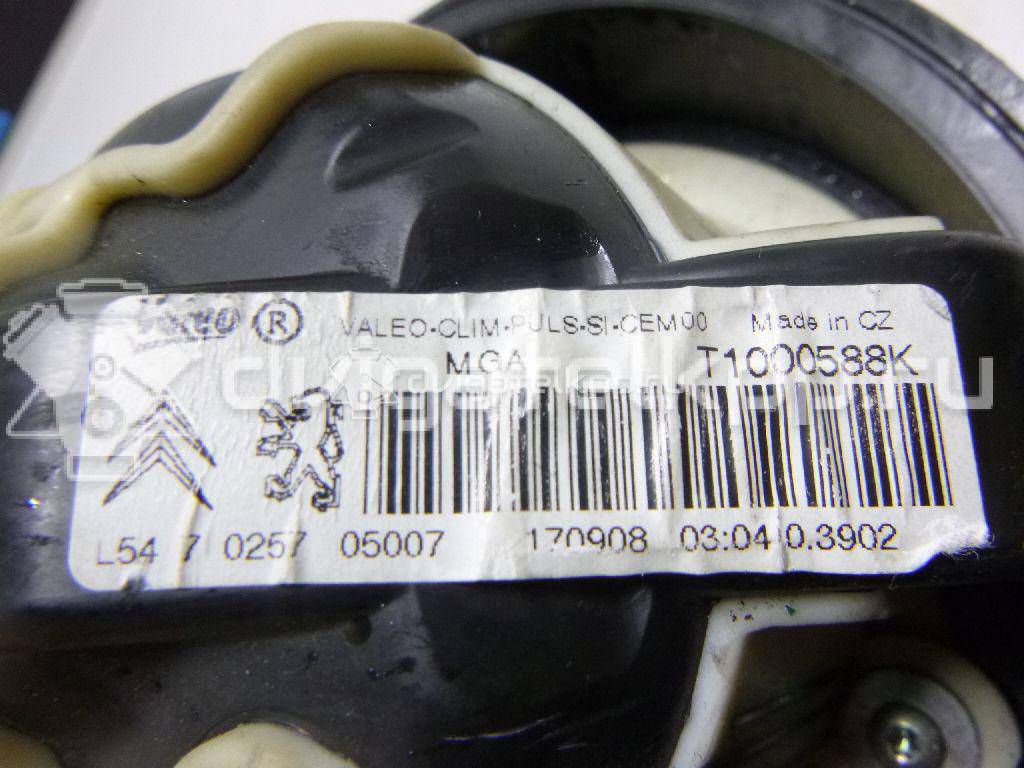 Valeo ® VALEO-CLIM-PULS-SI-CEM00 Made in CZ
MGA T1000588K
L54 7 0257 05007 170908 03:04 0.3902